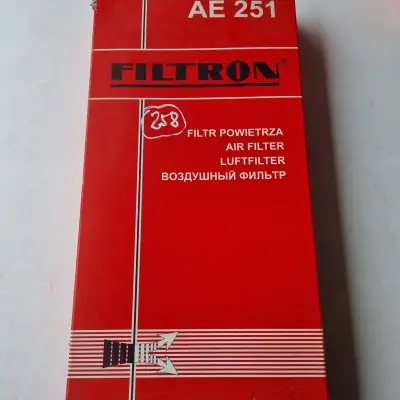 AE 251
FILTRON
258
FILTR POWIETRZA
AIR FILTER
LUFTFILTER
ВОЗДУШНЫЙ ФИЛЬТР